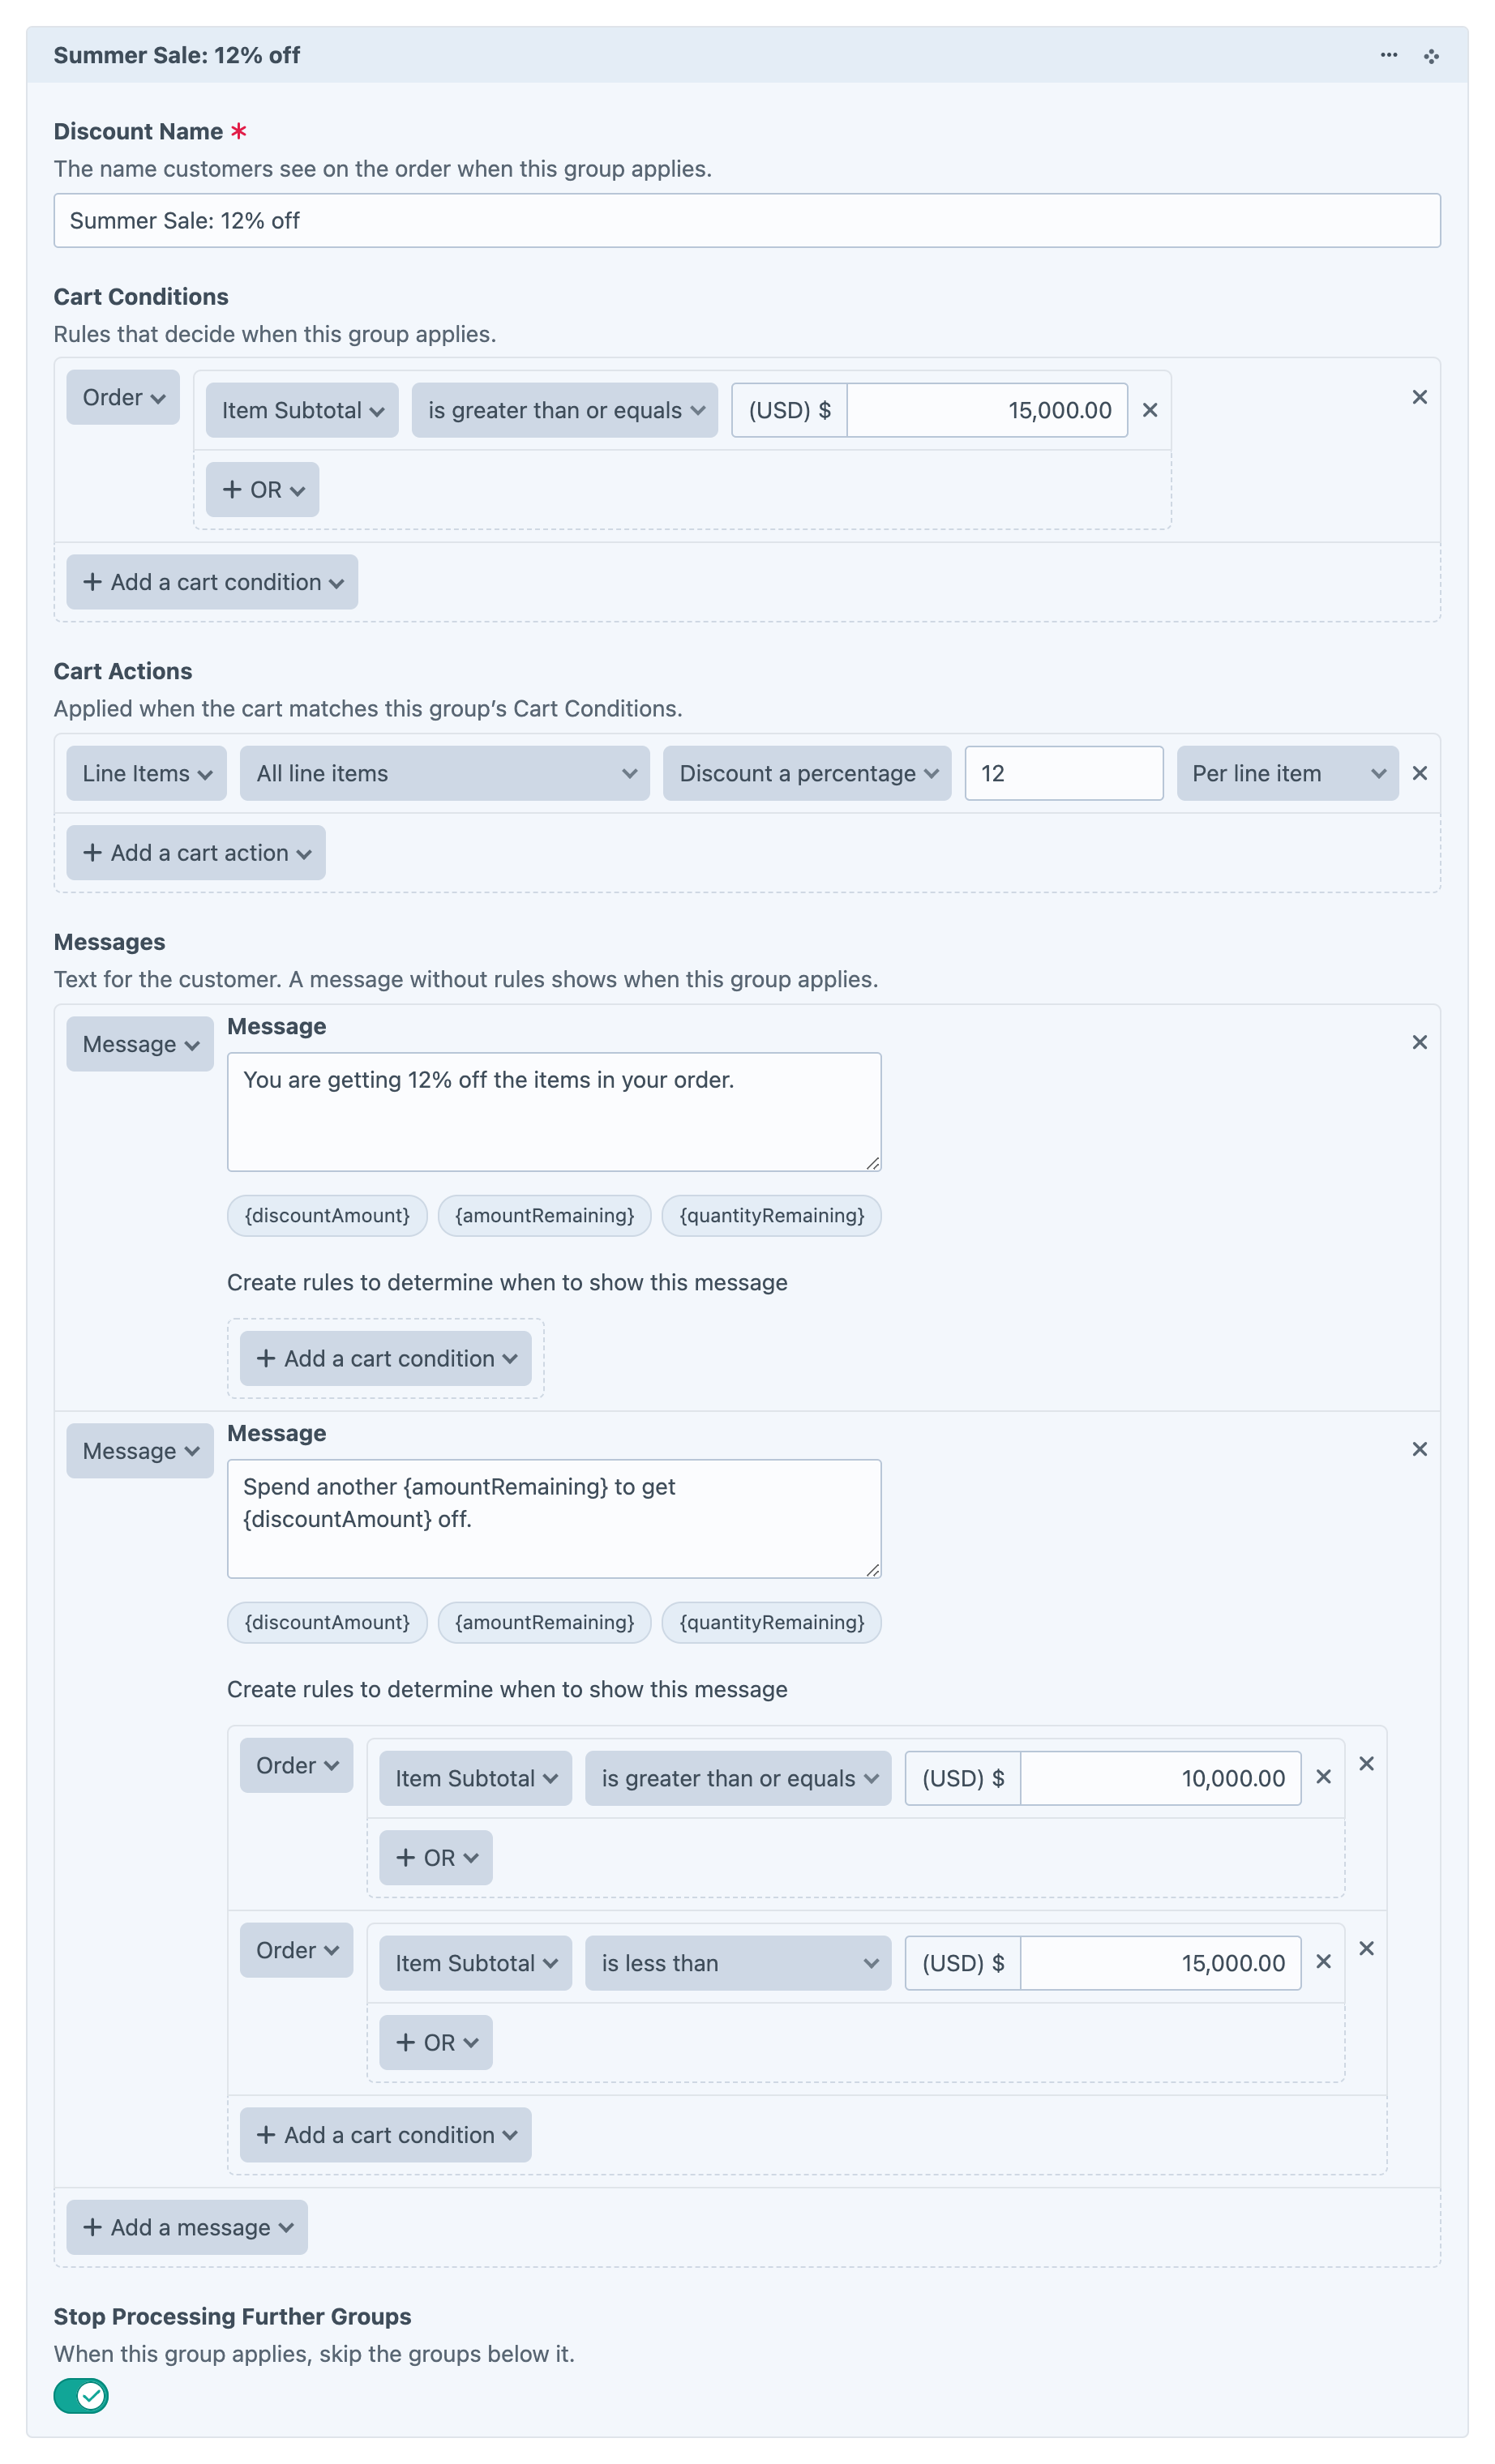 Summer Sale: 12% off
Discount Name *
The name customers see on the order when this group applies.
Summer Sale: 12% off
Cart Conditions
Rules that decide when this group applies.
Order
Item Subtotal is greater than or equals (USD) $ 15,000.00
+ OR
+ Add a cart condition
Cart Actions
Applied when the cart matches this group’s Cart Conditions.
Line Items All line items Discount a percentage 12 Per line item
+ Add a cart action
Messages
Text for the customer. A message without rules shows when this group applies.
Message
Message
You are getting 12% off the items in your order.
{discountAmount} {amountRemaining} {quantityRemaining}
Create rules to determine when to show this message
+ Add a cart condition
Message
Message
Spend another {amountRemaining} to get
{discountAmount} off.
{discountAmount} {amountRemaining} {quantityRemaining}
Create rules to determine when to show this message
Order
Item Subtotal is greater than or equals (USD) $ 10,000.00
+ OR
Order
Item Subtotal is less than (USD) $ 15,000.00
+ OR
+ Add a cart condition
+ Add a message
Stop Processing Further Groups
When this group applies, skip the groups below it.